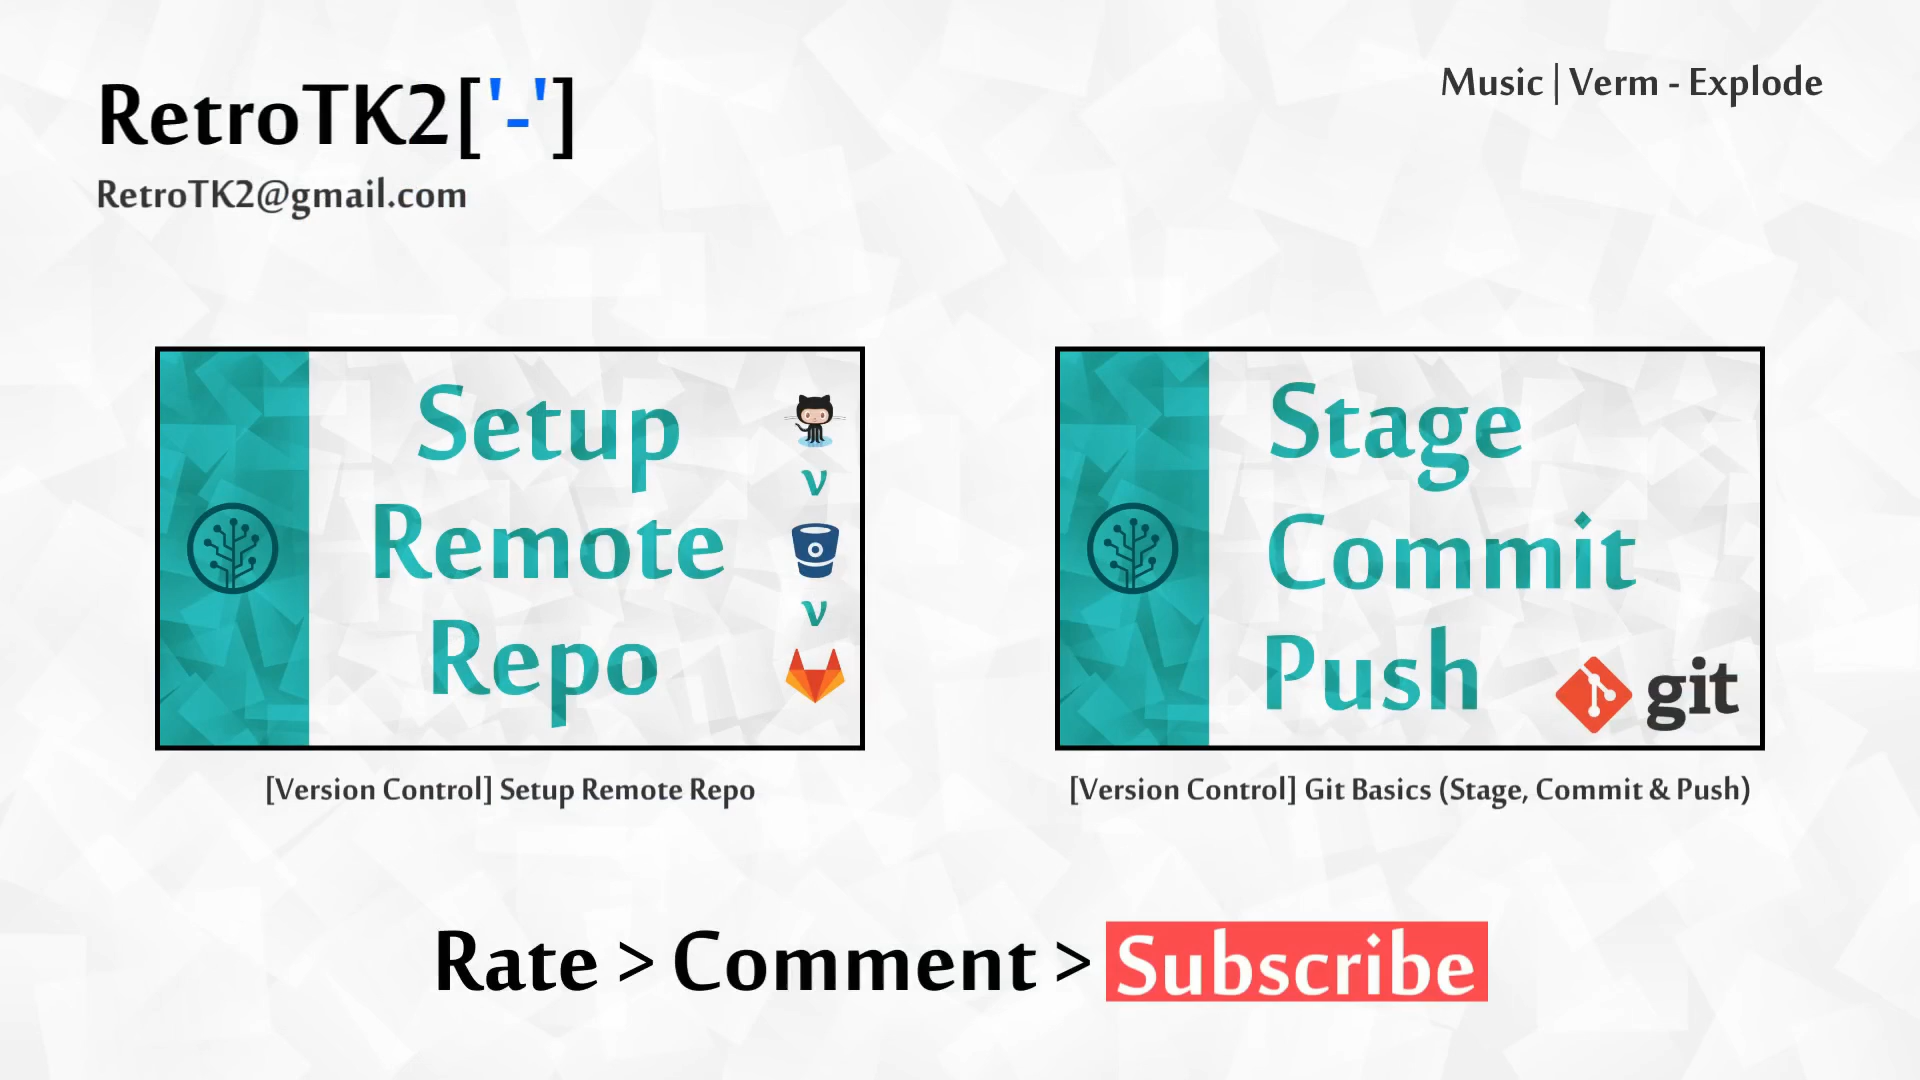 RetroTK2['-']
RetroTK2@gmail.com
Music | Verm - Explode
Setup
Remote
Repo
v
v
[Version Control] Setup Remote Repo
Stage
Commit
Push
git
[Version Control] Git Basics (Stage, Commit & Push)
Rate > Comment > Subscribe